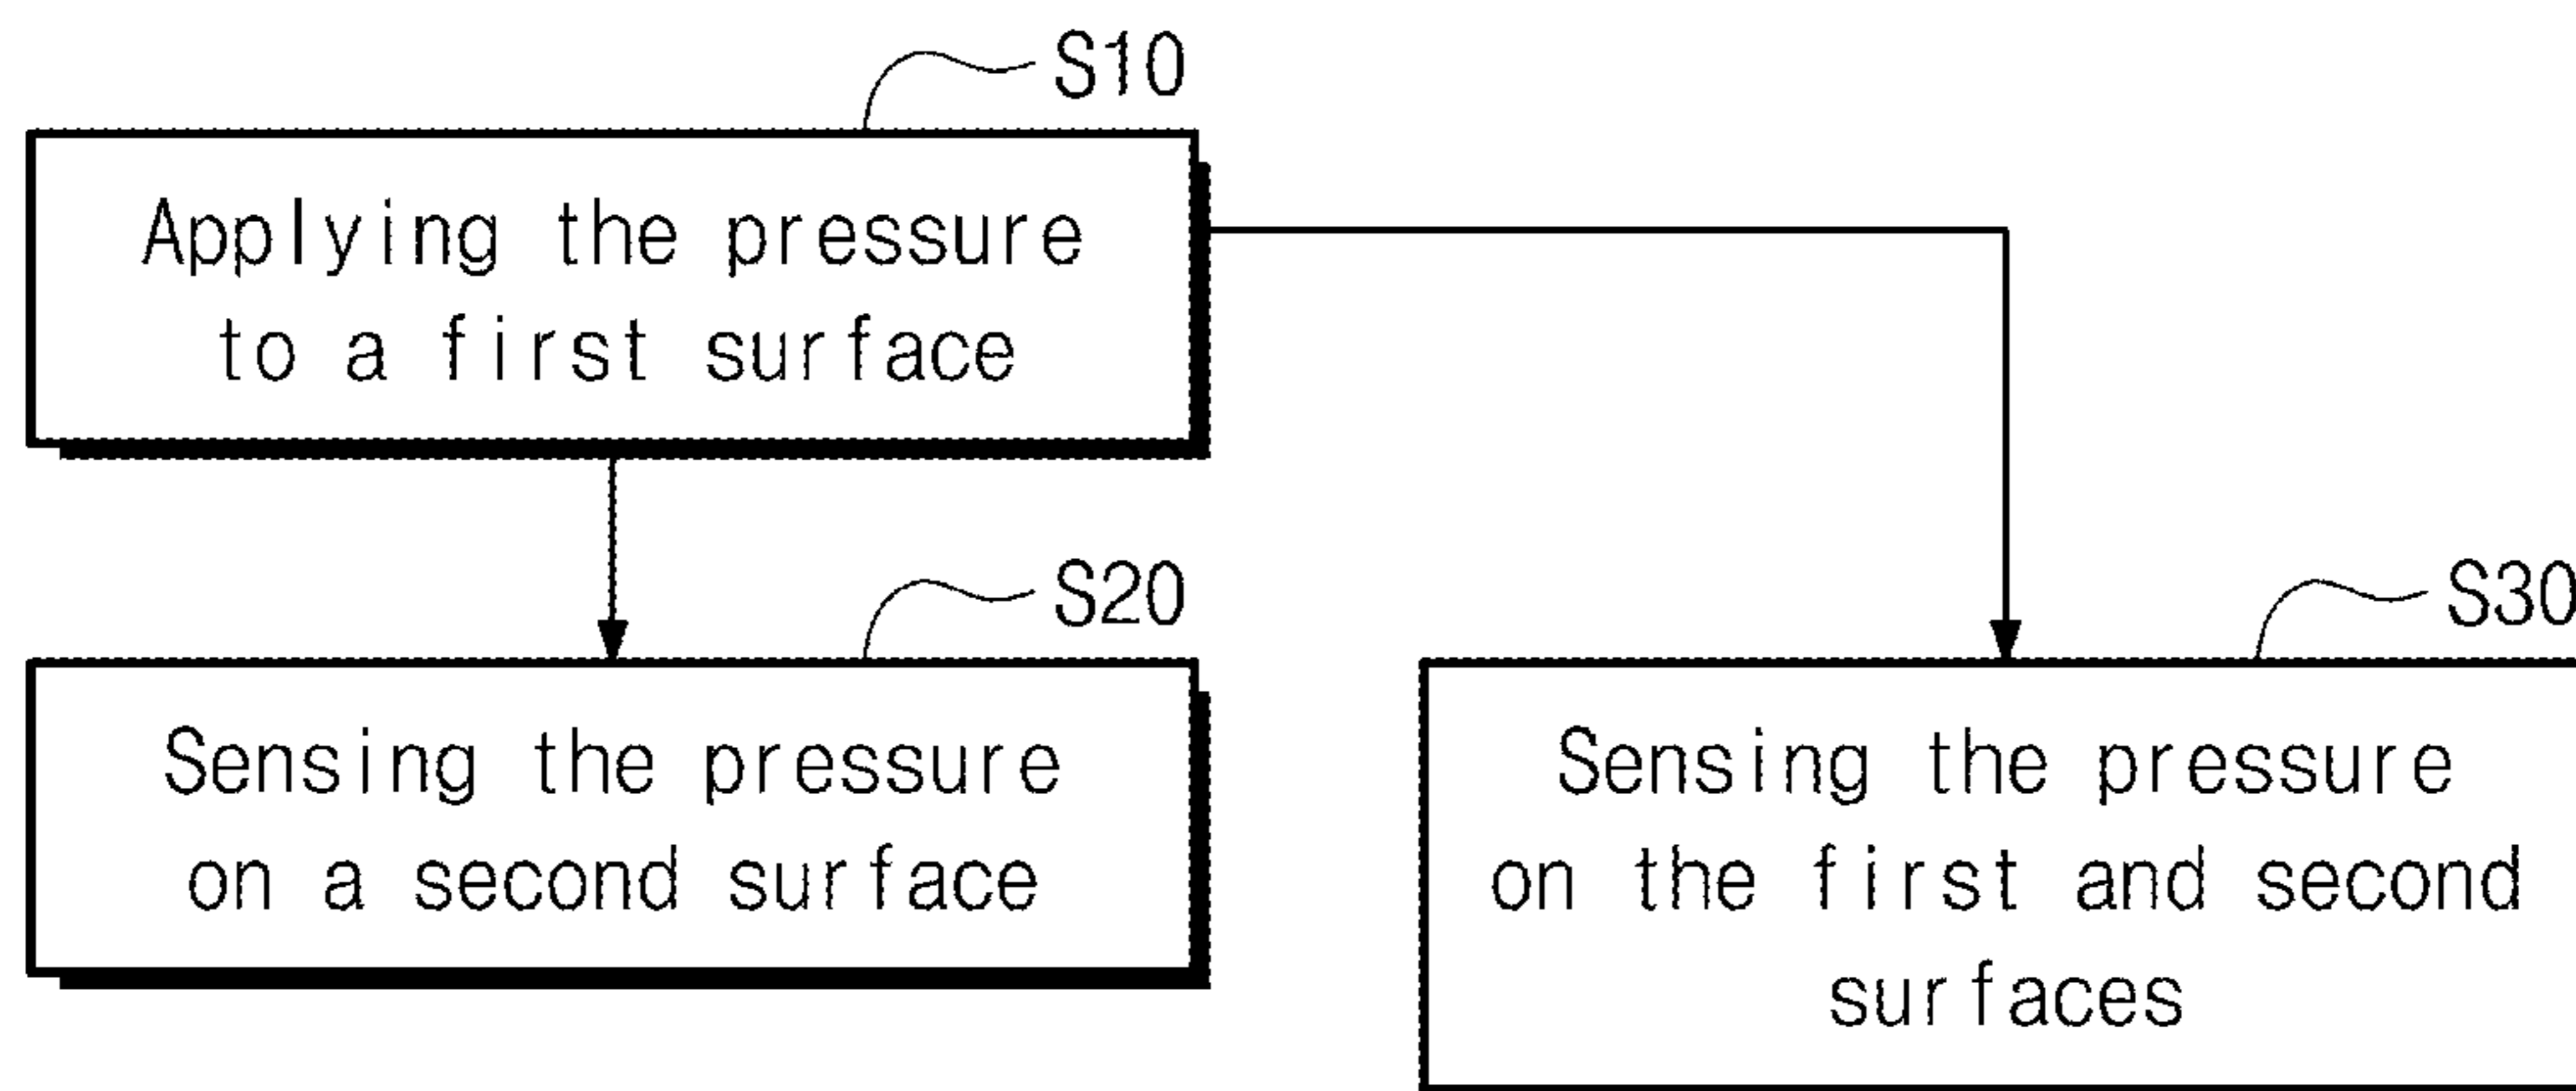 S10
Applying the pressure
to a first surface
S20
Sensing the pressure
on a second surface
S30
Sensing the pressure
on the first and second
surfaces